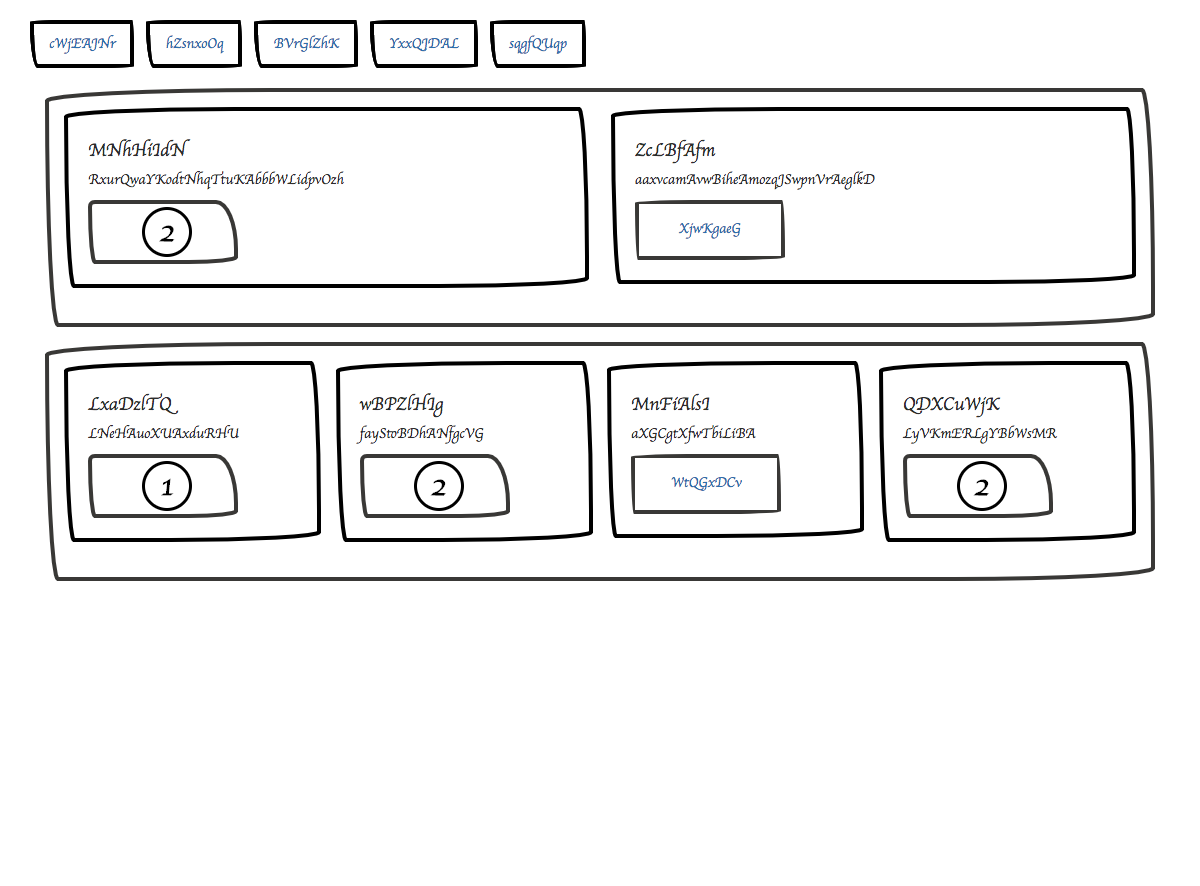 cWjEAJNr hZsnxoOq BVrGlZhK YxxQJDAL sqgfQUqp
MNhHiIdN
RxurQwaYKodtNhqTtuKAbbbWLidpvOzh
2
ZcLBfAfm
aaxvcamAvwBiheAmozqJSwpnVrAeglkD
XjwKgaeG
LxaDzlTQ
LNeHAuoXUAxduRHU
1
wBPZlHIg
fayStoBDhANfgcVG
2
MnFiAlsI
aXGCgtXfwTbiLiBA
WtQGxDCv
QDXCuWjK
LyVKmERLgYBbWsMR
2